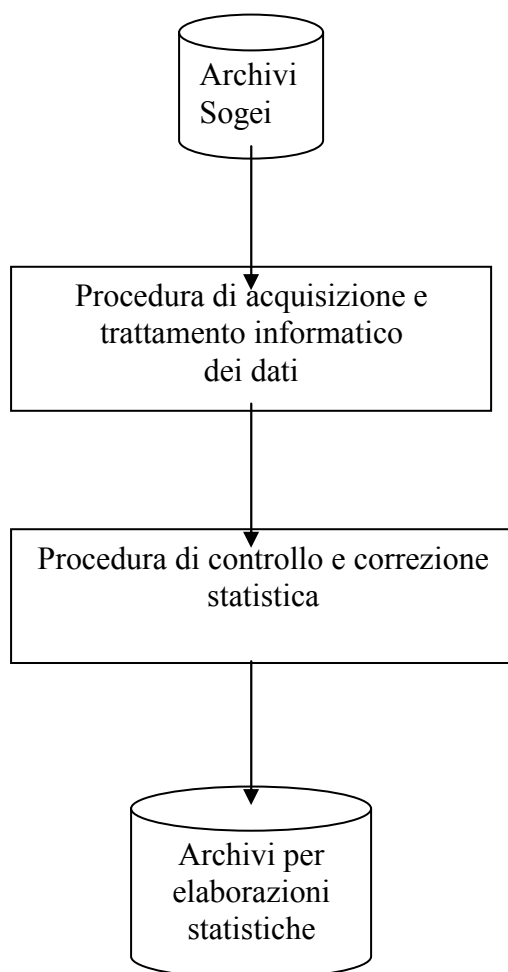 Archivi
Sogei
Procedura di acquisizione e
trattamento informatico
dei dati
Procedura di controllo e correzione
statistica
Archivi per
elaborazioni
statistiche